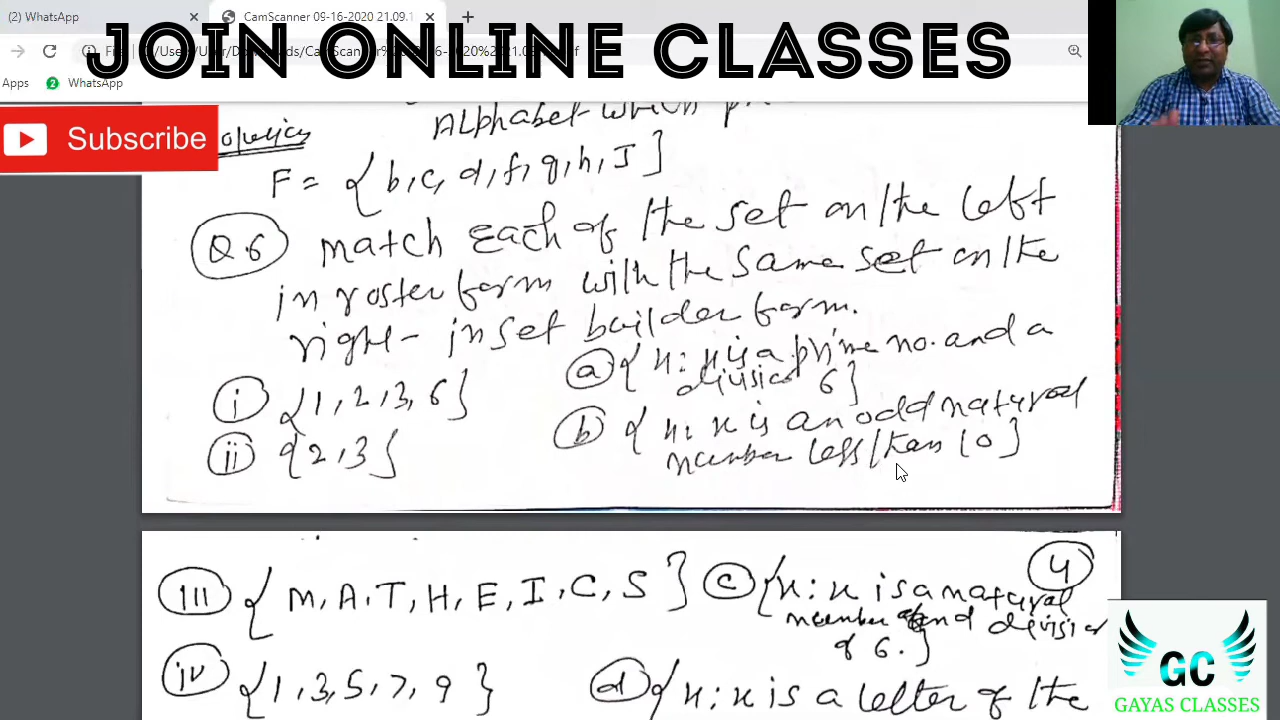 (2) WhatsApp
CamScanner 09-16-2020 21.09.1
JOIN ONLINE CLASSES
Apps
2
WhatsApp
Subscribe
Alphabet which
F = {b, c, d, f, g, h, J}
Q.6 match each of the set on the left
in roster form with the same set on the
right in set builder form.
i {1, 2, 3, 6}
a {x: x is a prime no. and a
divisior 6}
ii {2, 3}
b {x: x is an odd natural
number less than 10}
4
iii {M, A, T, H, E, I, C, S}
c {x: x is a natural
number and divisior
of 6.}
iv {1, 3, 5, 7, 9}
d {x: x is a letter of the
GC
GAYAS CLASSES